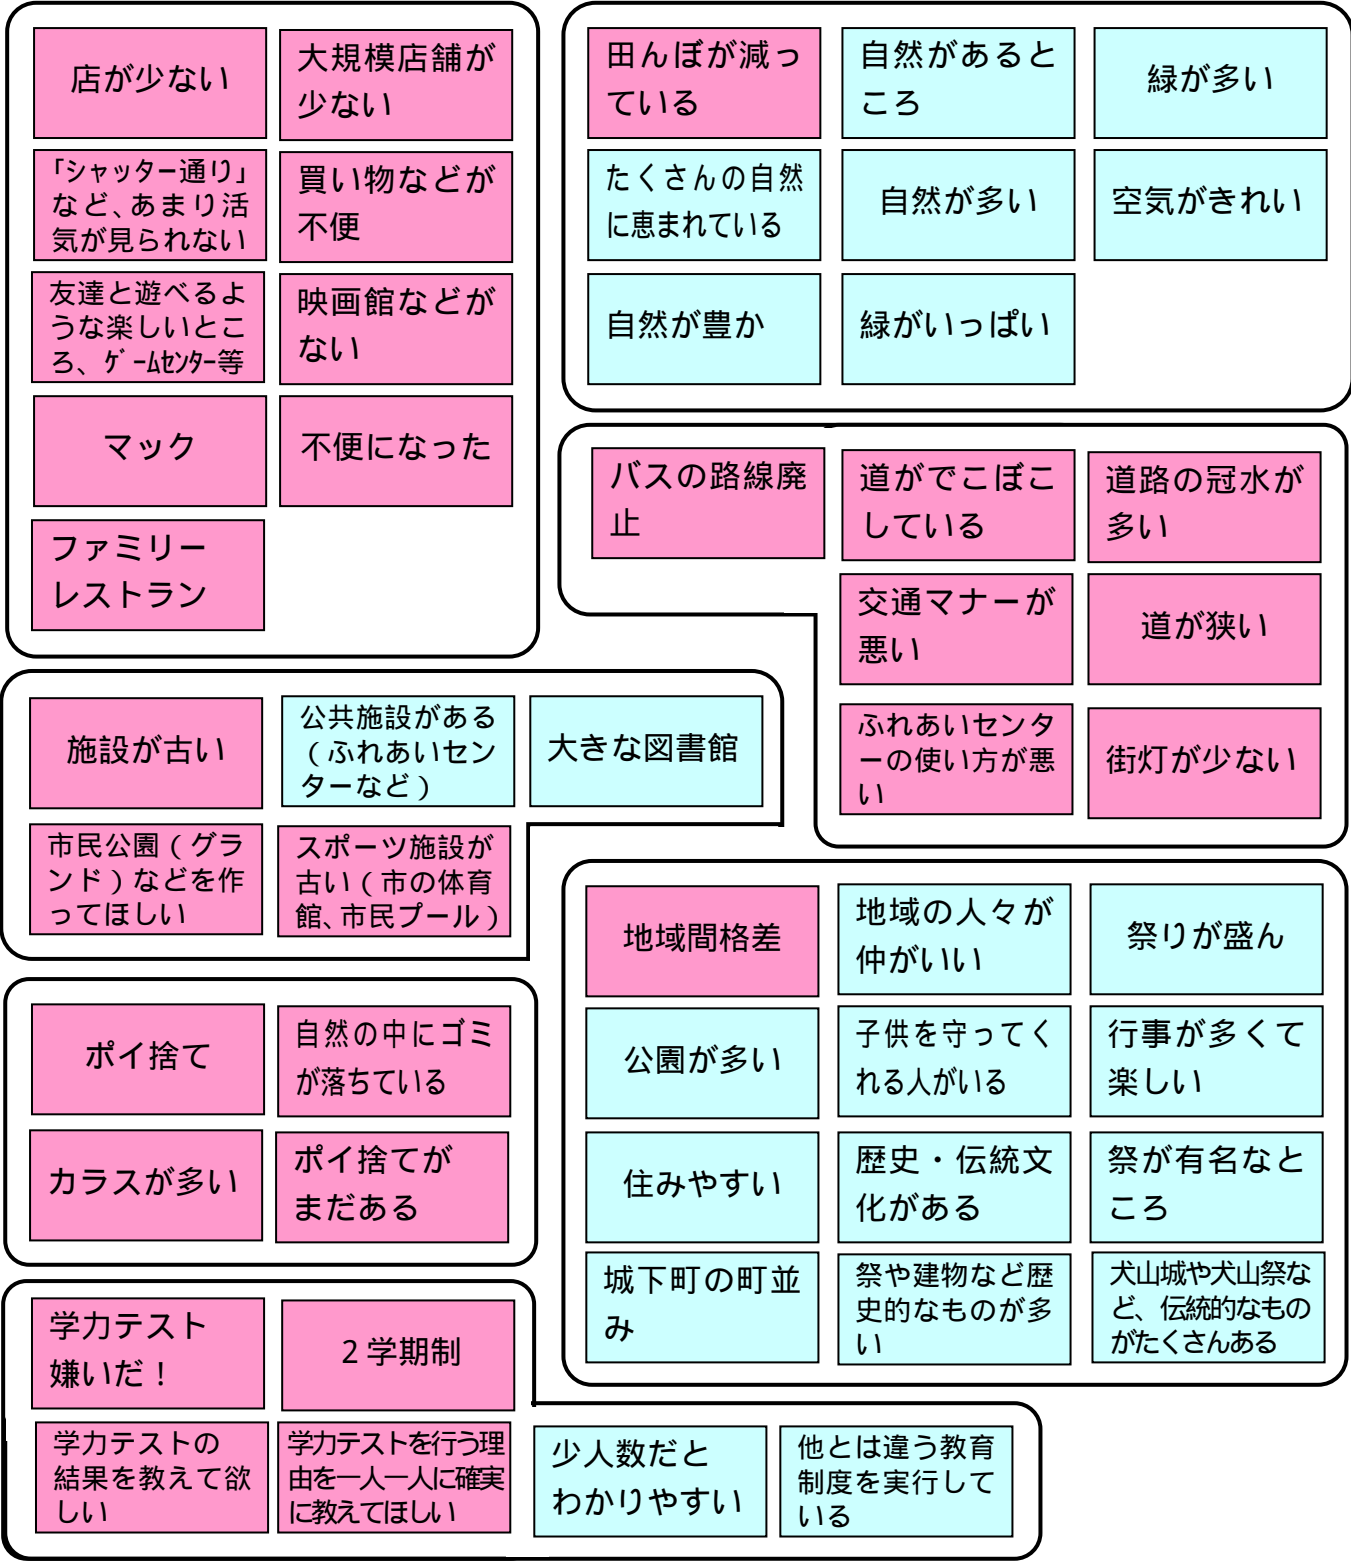 店が少ない
大規模店舗が
少ない
「シャッター通り」
など、あまり活
気が見られない
買い物などが
不便
友達と遊べるよ
うな楽しいとこ
ろ、ｹﾞｰﾑｾﾝﾀｰ等
映画館などが
ない
マック
不便になった
ファミリー
レストラン
田んぼが減っ
ている
自然があると
ころ
緑が多い
たくさんの自然
に恵まれている
自然が多い
空気がきれい
自然が豊か
緑がいっぱい
バスの路線廃
止
道がでこぼこ
している
道路の冠水が
多い
交通マナーが
悪い
道が狭い
ふれあいセンタ
ーの使い方が悪
い
街灯が少ない
施設が古い
公共施設がある
（ふれあいセン
ターなど）
大きな図書館
市民公園（グラ
ンド）などを作
ってほしい
スポーツ施設が
古い（市の体育
館、市民プール）
地域間格差
地域の人々が
仲がいい
祭りが盛ん
公園が多い
子供を守ってく
れる人がいる
行事が多くて
楽しい
住みやすい
歴史・伝統文
化がある
祭が有名なと
ころ
城下町の町並
み
祭や建物など歴
史的なものが多
い
犬山城や犬山祭な
ど、伝統的なもの
がたくさんある
ポイ捨て
自然の中にゴミ
が落ちている
カラスが多い
ポイ捨てが
まだある
学力テスト
嫌いだ！
２学期制
学力テストの
結果を教えて欲
しい
学力テストを行う理
由を一人一人に確実
に教えてほしい
少人数だと
わかりやすい
他とは違う教育
制度を実行して
いる